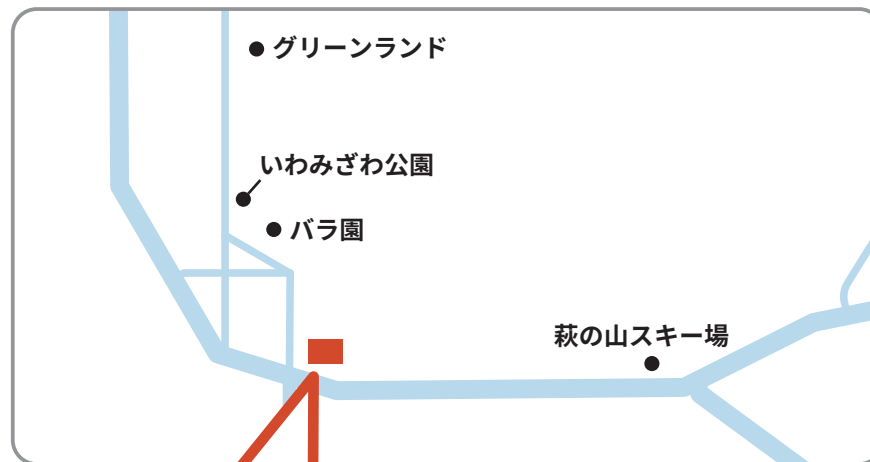 グリーンランド
いわみざわ公園
バラ園
萩の山スキー場